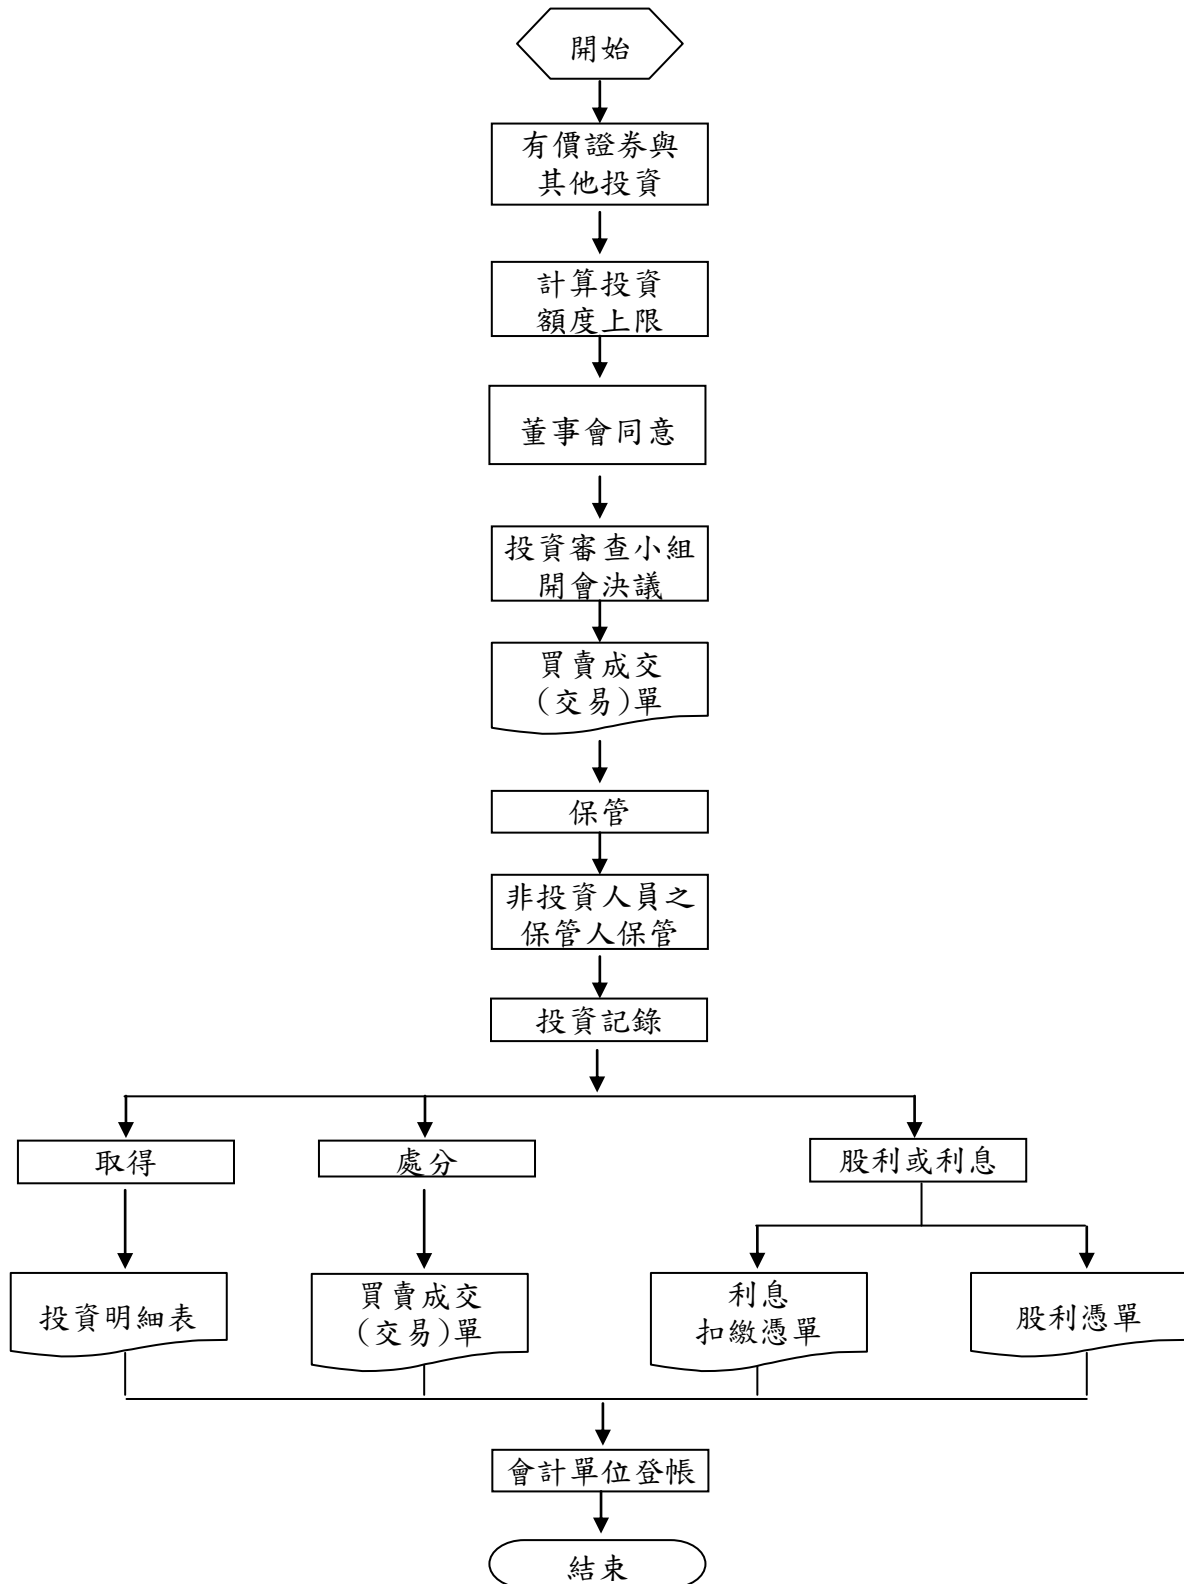 開始
有價證券與
其他投資
計算投資
額度上限
董事會同意
投資審查小組
開會決議
買賣成交
(交易)單
保管
非投資人員之
保管人保管
投資記錄
取得
處分
股利或利息
投資明細表
買賣成交
(交易)單
利息
扣繳憑單
股利憑單
會計單位登帳
結束